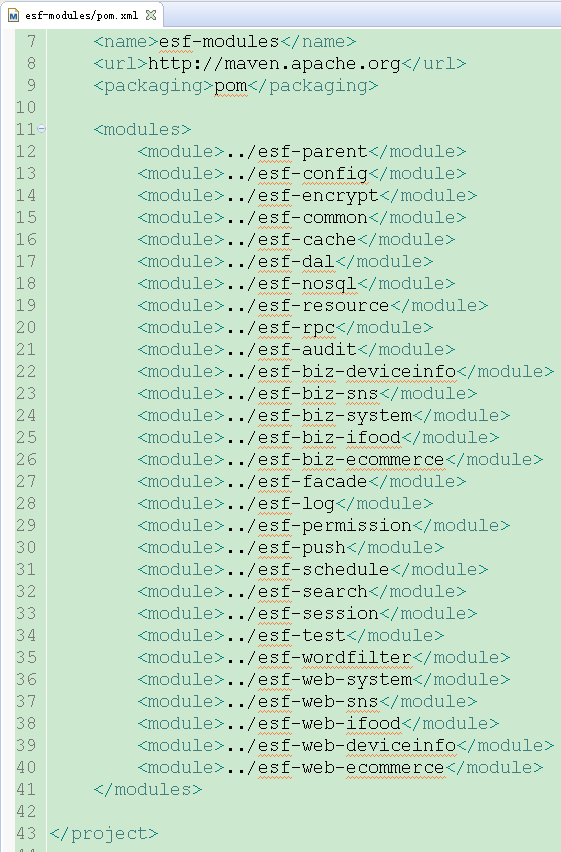 esf-modules/pom.xml
7 <name>esf-modules</name>
8 <url>http://maven.apache.org</url>
9 <packaging>pom</packaging>
10
11 <modules>
12 <module>../esf-parent</module>
13 <module>../esf-config</module>
14 <module>../esf-encrypt</module>
15 <module>../esf-common</module>
16 <module>../esf-cache</module>
17 <module>../esf-dal</module>
18 <module>../esf-nosql</module>
19 <module>../esf-resource</module>
20 <module>../esf-rpc</module>
21 <module>../esf-audit</module>
22 <module>../esf-biz-deviceinfo</module>
23 <module>../esf-biz-sns</module>
24 <module>../esf-biz-system</module>
25 <module>../esf-biz-ifood</module>
26 <module>../esf-biz-ecommerce</module>
27 <module>../esf-facade</module>
28 <module>../esf-log</module>
29 <module>../esf-permission</module>
30 <module>../esf-push</module>
31 <module>../esf-schedule</module>
32 <module>../esf-search</module>
33 <module>../esf-session</module>
34 <module>../esf-test</module>
35 <module>../esf-wordfilter</module>
36 <module>../esf-web-system</module>
37 <module>../esf-web-sns</module>
38 <module>../esf-web-ifood</module>
39 <module>../esf-web-deviceinfo</module>
40 <module>../esf-web-ecommerce</module>
41 </modules>
42
43 </project>